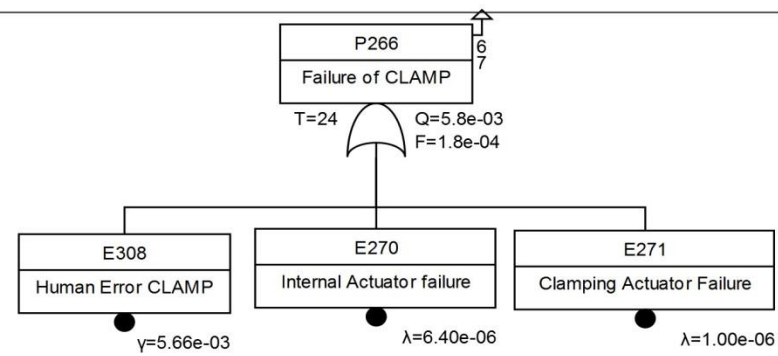 P266
6
7
Failure of CLAMP
T=24
Q=5.8e-03
F=1.8e-04
E308
Human Error CLAMP
γ=5.66e-03
E270
Internal Actuator failure
λ=6.40e-06
E271
Clamping Actuator Failure
λ=1.00e-06